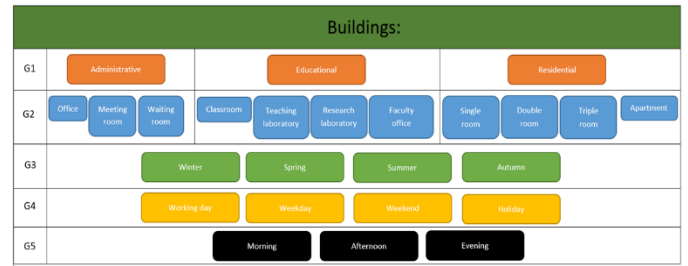 Buildings:
G1
Administrative
Educational
Residential
G2
Office
Meeting
room
Waiting
room
Classroom
Teaching
laboratory
Research
laboratory
Faculty
office
Single
room
Double
room
Triple
room
Apartment
G3
Winter
Spring
Summer
Autumn
G4
Working day
Weekday
Weekend
Holiday
G5
Morning
Afternoon
Evening